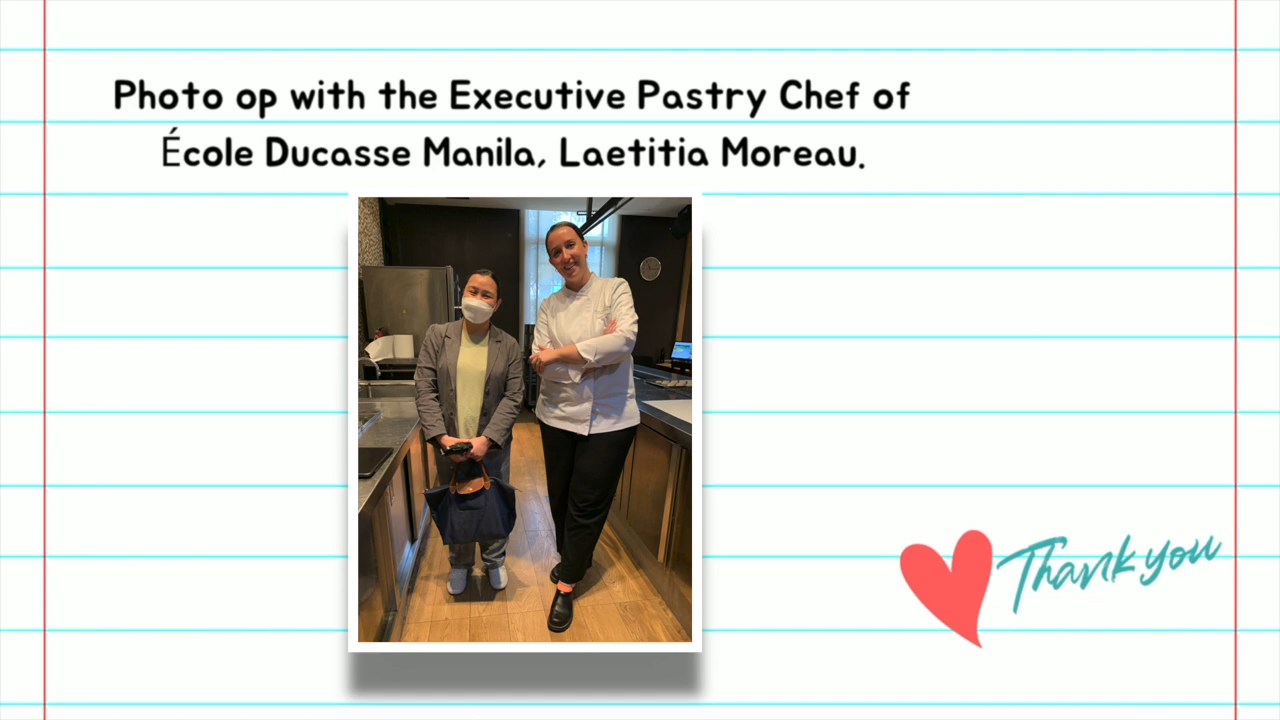 Photo op with the Executive Pastry Chef of
École Ducasse Manila, Laetitia Moreau.
Thank you